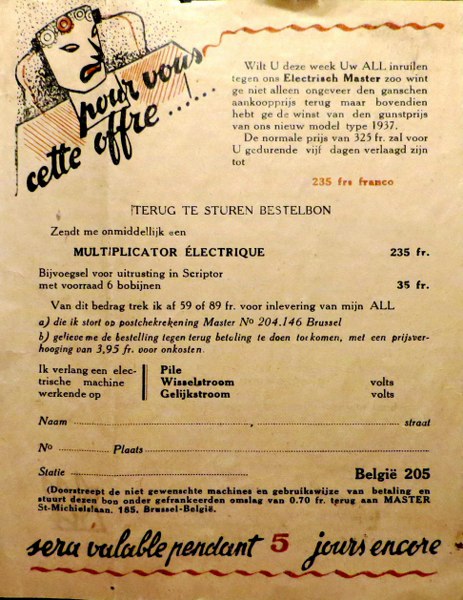 pour vous
cette offre ......
Wilt U deze week Uw ALL inruilen
tegen ons Electrisch Master zoo wint
ge niet alleen ongeveer den ganschen
aankoopprijs terug maar bovendien
hebt ge de winst van den gunstprijs
van ons nieuw model type 1937.
De normale prijs van 325 fr. zal voor
U gedurende vijf dagen verlaagd zijn
tot
235 frs franco
TERUG TE STUREN BESTELBON
Zendt me onmiddellijk een
MULTIPLICATOR ÉLECTRIQUE 235 fr.
Bijvoegsel voor uitrusting in Scriptor
met voorraad 6 bobijnen 35 fr.
Van dit bedrag trek ik af 59 of 89 fr. voor inlevering van mijn ALL
a) die ik stort op postchekrekening Master No 204.146 Brussel
b) gelieve me de bestelling tegen terug betaling te doen toekomen, met een prijsver-
hooging van 3,95 fr. voor onkosten.
Ik verlang een elec- Pile
trische machine Wisselstroom volts
werkende op Gelijkstroom volts
Naam , straat
No Plaats
Statie België 205
(Doorstreept de niet gewenschte machines en gebruikswijze van betaling en
stuurt dezen bon onder gefrankeerden omslag van 0.70 fr. terug aan MASTER
St-Michielslaan, 185, Brussel-België.
sera valable pendant 5 jours encore